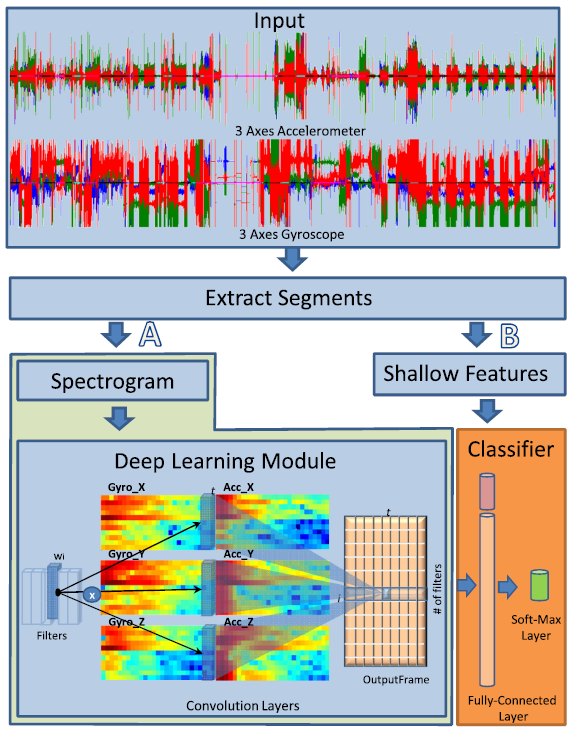 Input
3 Axes Accelerometer
3 Axes Gyroscope
Extract Segments
A
B
Spectrogram
Shallow Features
Deep Learning Module
Classifier
t
Gyro_X
Acc_X
t
Wi
Gyro_Y
Acc_Y
x
i
# of filters
Filters
Gyro_Z
Acc_Z
Soft-Max
Layer
OutputFrame
Convolution Layers
Fully-Connected
Layer